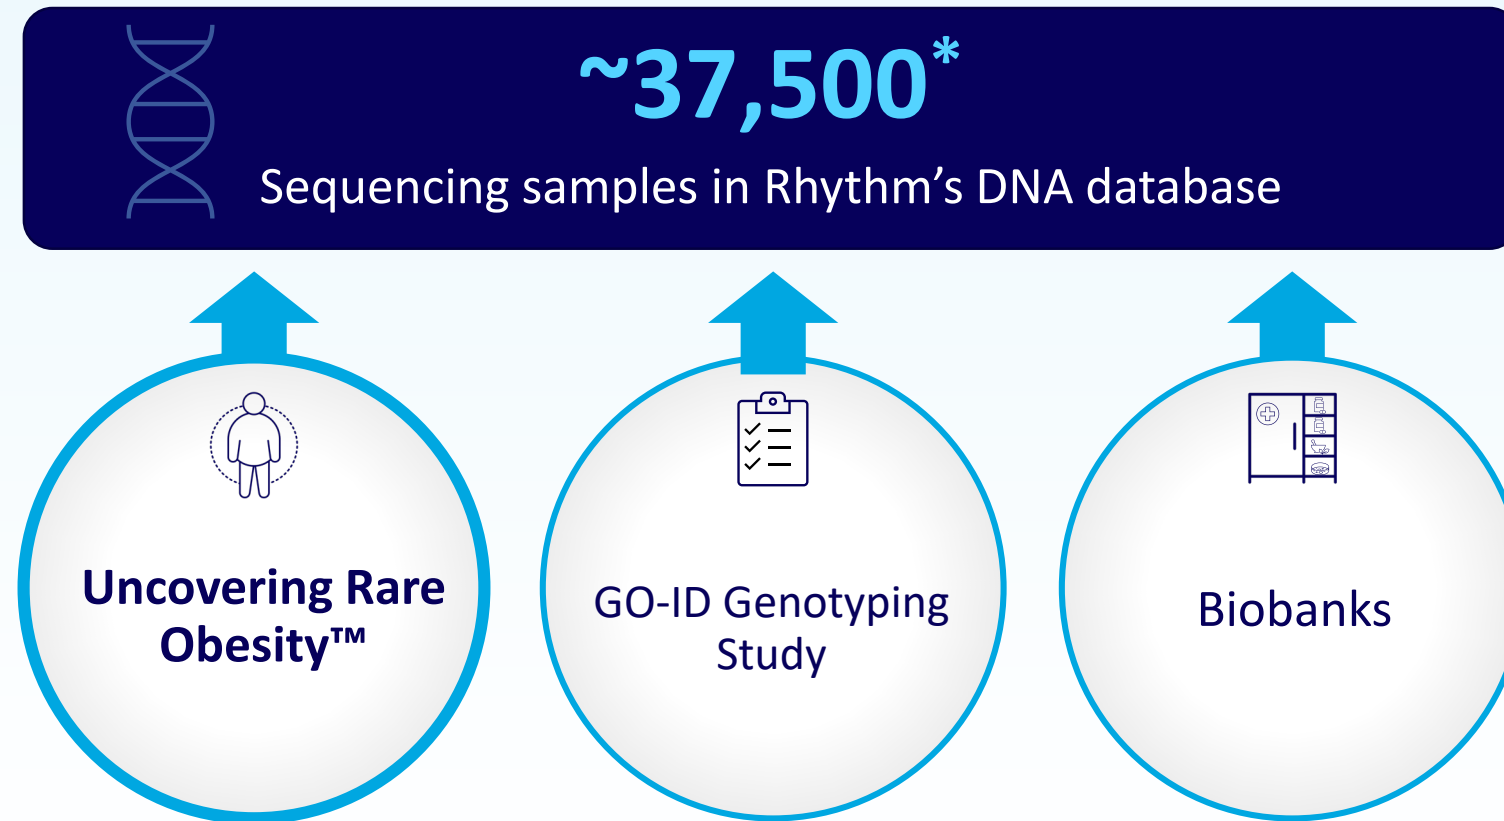 ~37,500*
Sequencing samples in Rhythm’s DNA database
Uncovering Rare
Obesity™
GO-ID Genotyping
Study
Biobanks